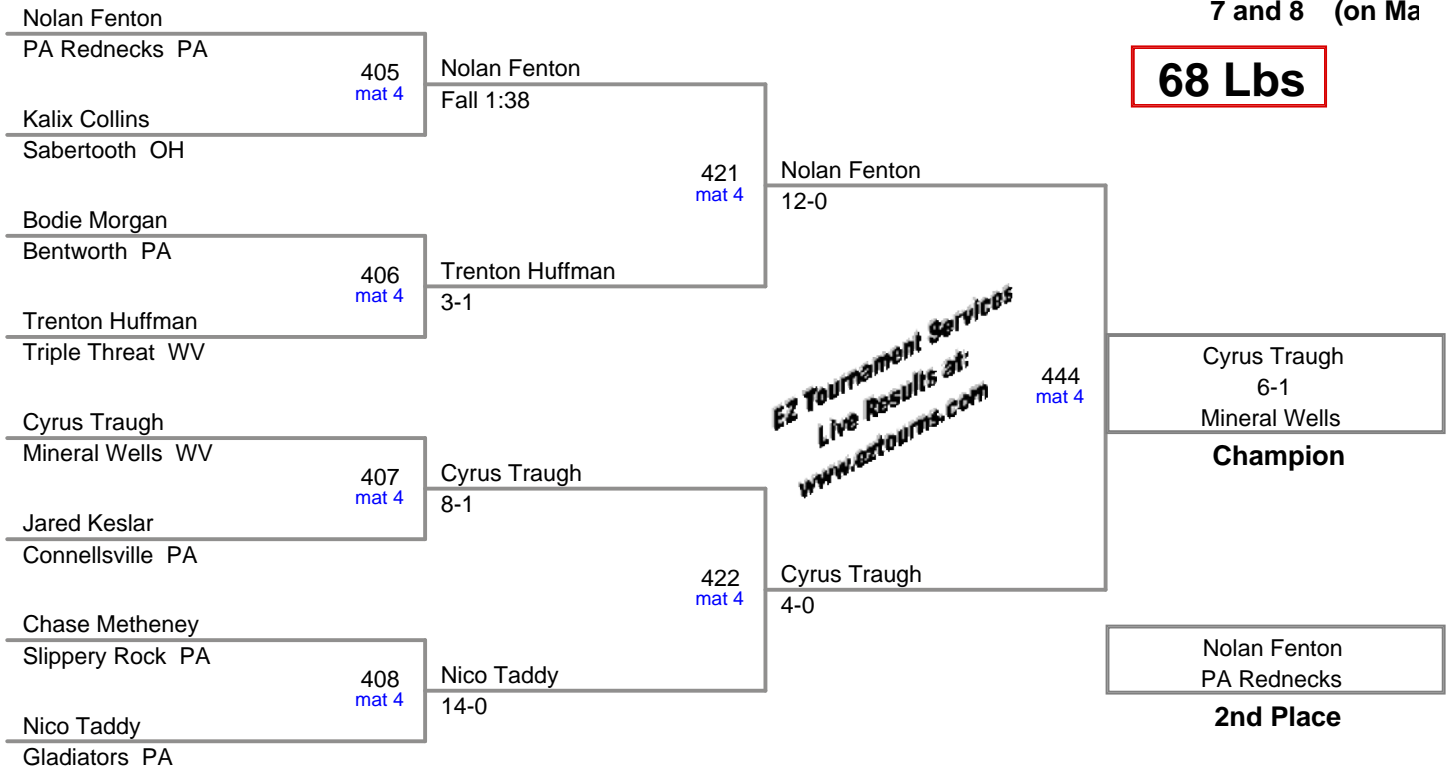 7 and 8 (on Ma
68 Lbs
Nolan Fenton
PA Rednecks PA
405
mat 4
Kalix Collins
Sabertooth OH
Nolan Fenton
Fall 1:38
421
mat 4
Bodie Morgan
Bentworth PA
406
mat 4
Trenton Huffman
Triple Threat WV
Trenton Huffman
3-1
Nolan Fenton
12-0
Cyrus Traugh
Mineral Wells WV
407
mat 4
Jared Keslar
Connellsville PA
Cyrus Traugh
8-1
422
mat 4
Chase Metheney
Slippery Rock PA
408
mat 4
Nico Taddy
Gladiators PA
Nico Taddy
14-0
Cyrus Traugh
4-0
EZ Tournament Services
Live Results at:
www.eztourns.com
444
mat 4
Cyrus Traugh
6-1
Mineral Wells
Champion
Nolan Fenton
PA Rednecks
2nd Place